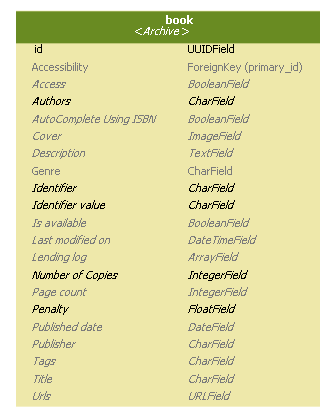 book
<Archive>
id UUIDField
Accessibility ForeignKey (primary_id)
Access BooleanField
Authors CharField
AutoComplete Using ISBN BooleanField
Cover ImageField
Description TextField
Genre CharField
Identifier CharField
Identifier value CharField
Is available BooleanField
Last modified on DateTimeField
Lending log ArrayField
Number of Copies IntegerField
Page count IntegerField
Penalty FloatField
Published date DateField
Publisher CharField
Tags CharField
Title CharField
Urls URLField